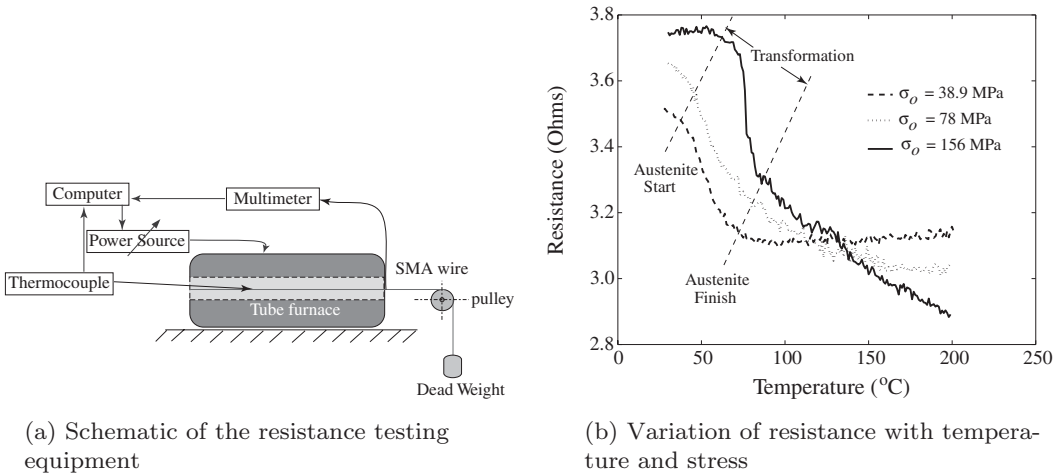 Computer
Multimeter
Power Source
Thermocouple
SMA wire
pulley
Tube furnace
Dead Weight
(a) Schematic of the resistance testing
equipment
3.8
3.6
3.4
3.2
3.0
2.8
Resistance (Ohms)
0
50
100
150
200
250
Temperature (°C)
Transformation
σo = 38.9 MPa
σo = 78 MPa
σo = 156 MPa
Austenite
Start
Austenite
Finish
(b) Variation of resistance with tempera-
ture and stress